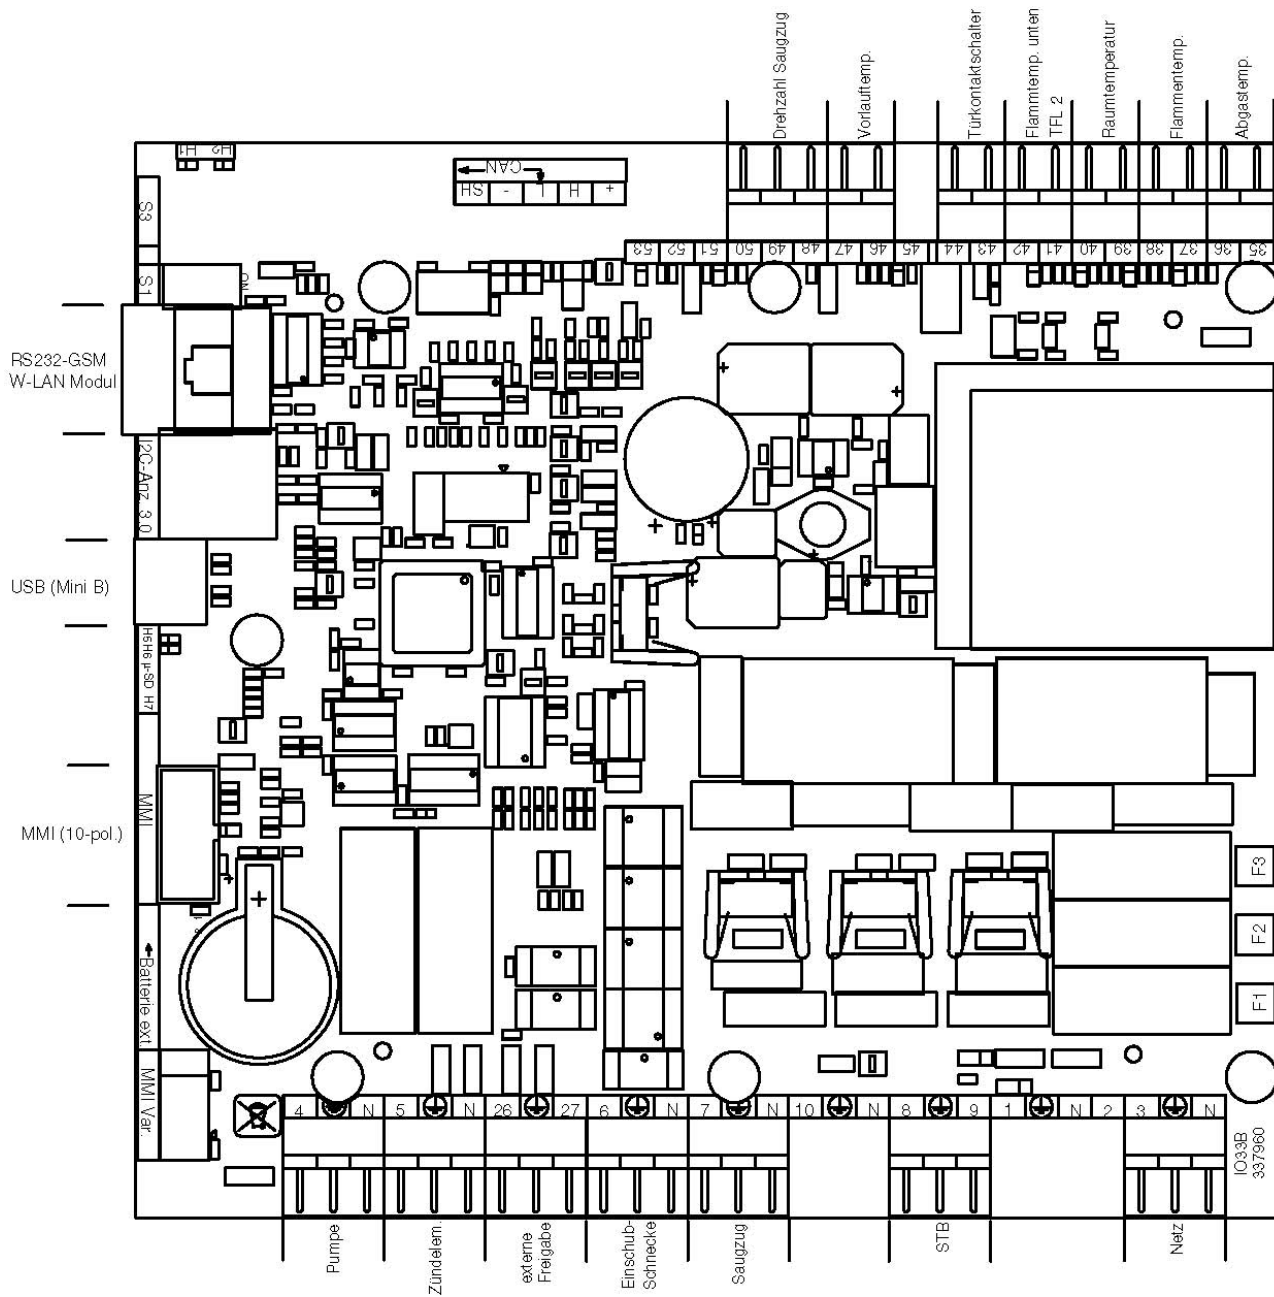 Drehzahl Saugzug
Vorlauftemp.
Türkontaktschalter
Flammtemp. unten
TFL 2
Raumtemperatur
Flammentemp.
Abgastemp.
H1 H2
CAN
SH - L H +
S3
S1
ON
53 52 51 50 49 48 47 46 45 44 43 42 41 40 39 38 37 36 35
RS232-GSM
W-LAN Modul
I2C-Anz. 3.0
USB (Mini B)
H5H6 µ-SD H7
MMI
MMI (10-pol.)
Batterie ext.
MMI Var.
F3
F2
F1
4 N 5 N 26 27 6 N 7 N 10 N 8 9 1 N 2 3 N
IO33B
337960
Pumpe
Zündelem.
externe
Freigabe
Einschub-
Schnecke
Saugzug
STB
Netz